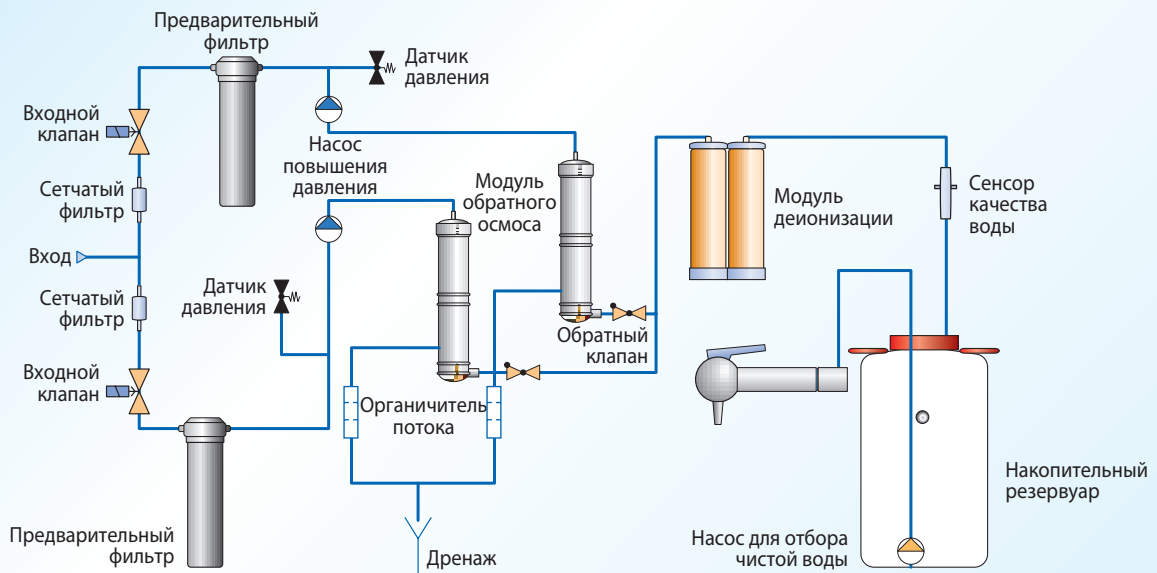 Предварительный
фильтр
Датчик
давления
Входной
клапан
Насос
повышения
давления
Сетчатый
фильтр
Модуль
обратного
осмоса
Модуль
деионизации
Сенсор
качества
воды
Вход
Датчик
давления
Сетчатый
фильтр
Обратный
клапан
Входной
клапан
Органичитель
потока
Накопительный
резервуар
Предварительный
фильтр
Дренаж
Насос для отбора
чистой воды